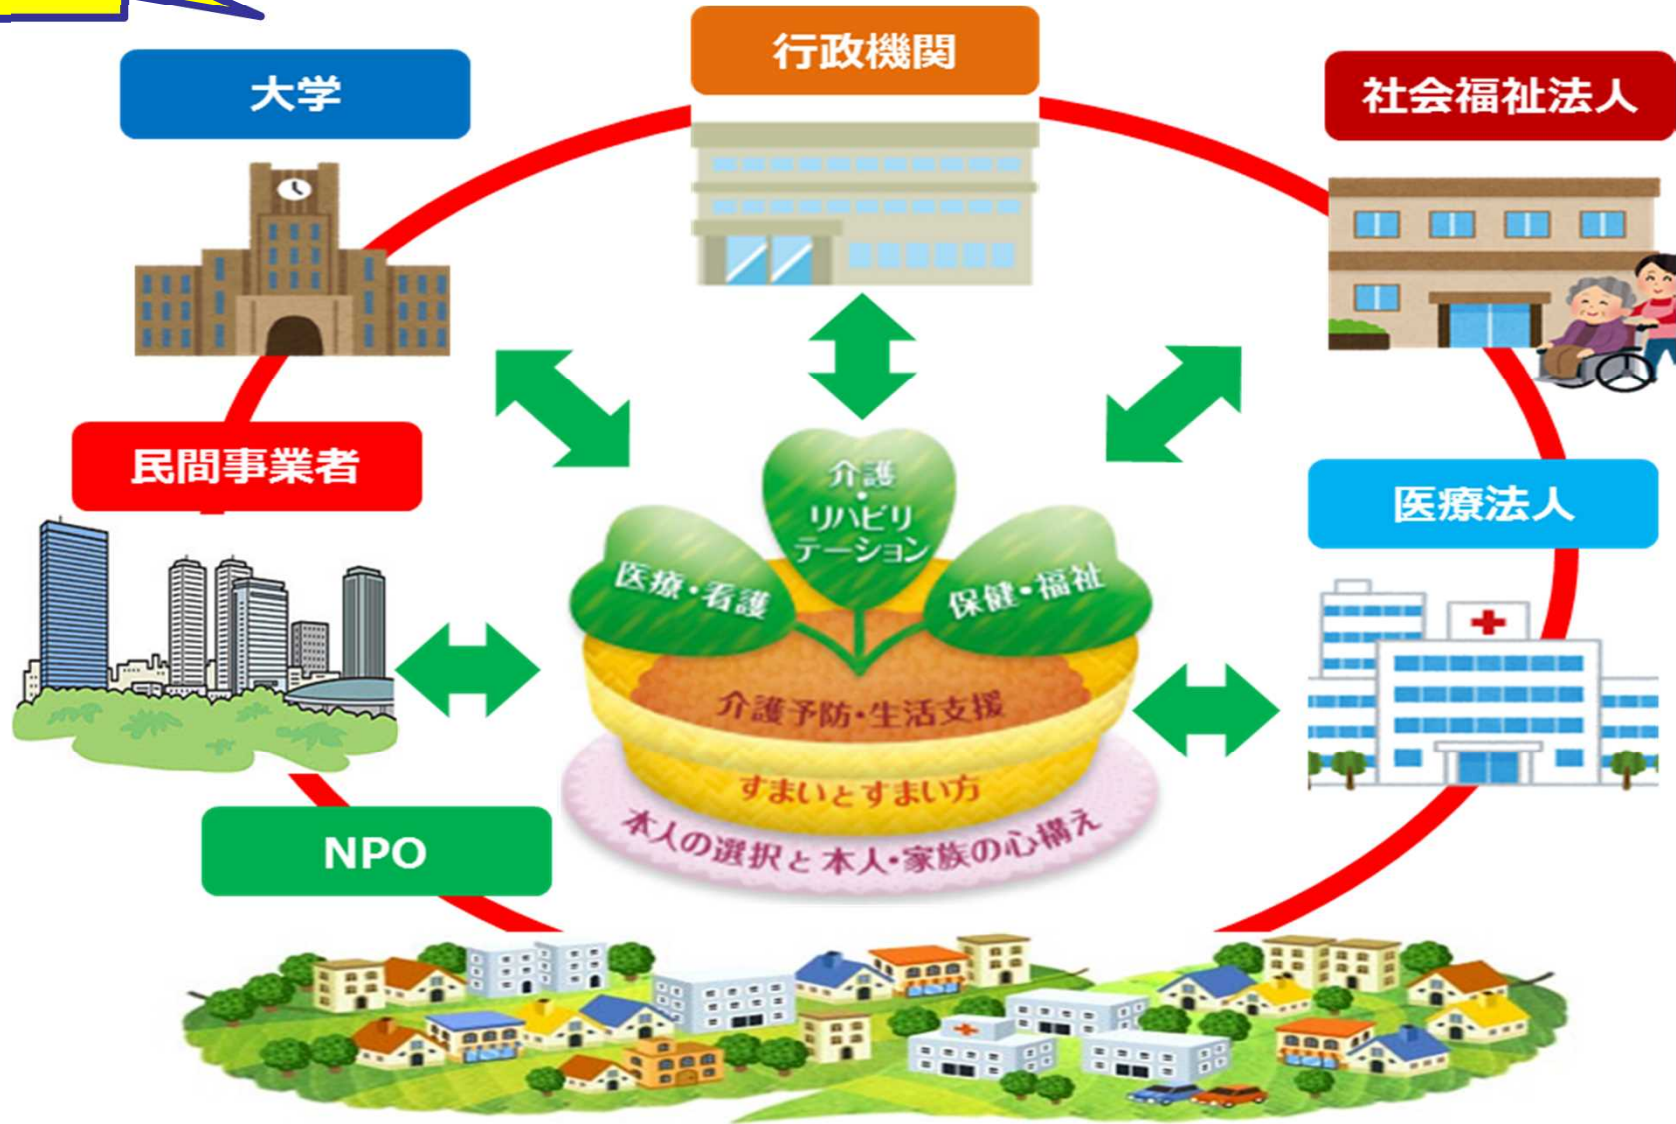 大学
行政機関
社会福祉法人
民間事業者
医療法人
NPO
介護
・
リハビリ
テーション
医療・看護
保健・福祉
介護予防・生活支援
すまいとすまい方
本人の選択と本人・家族の心構え